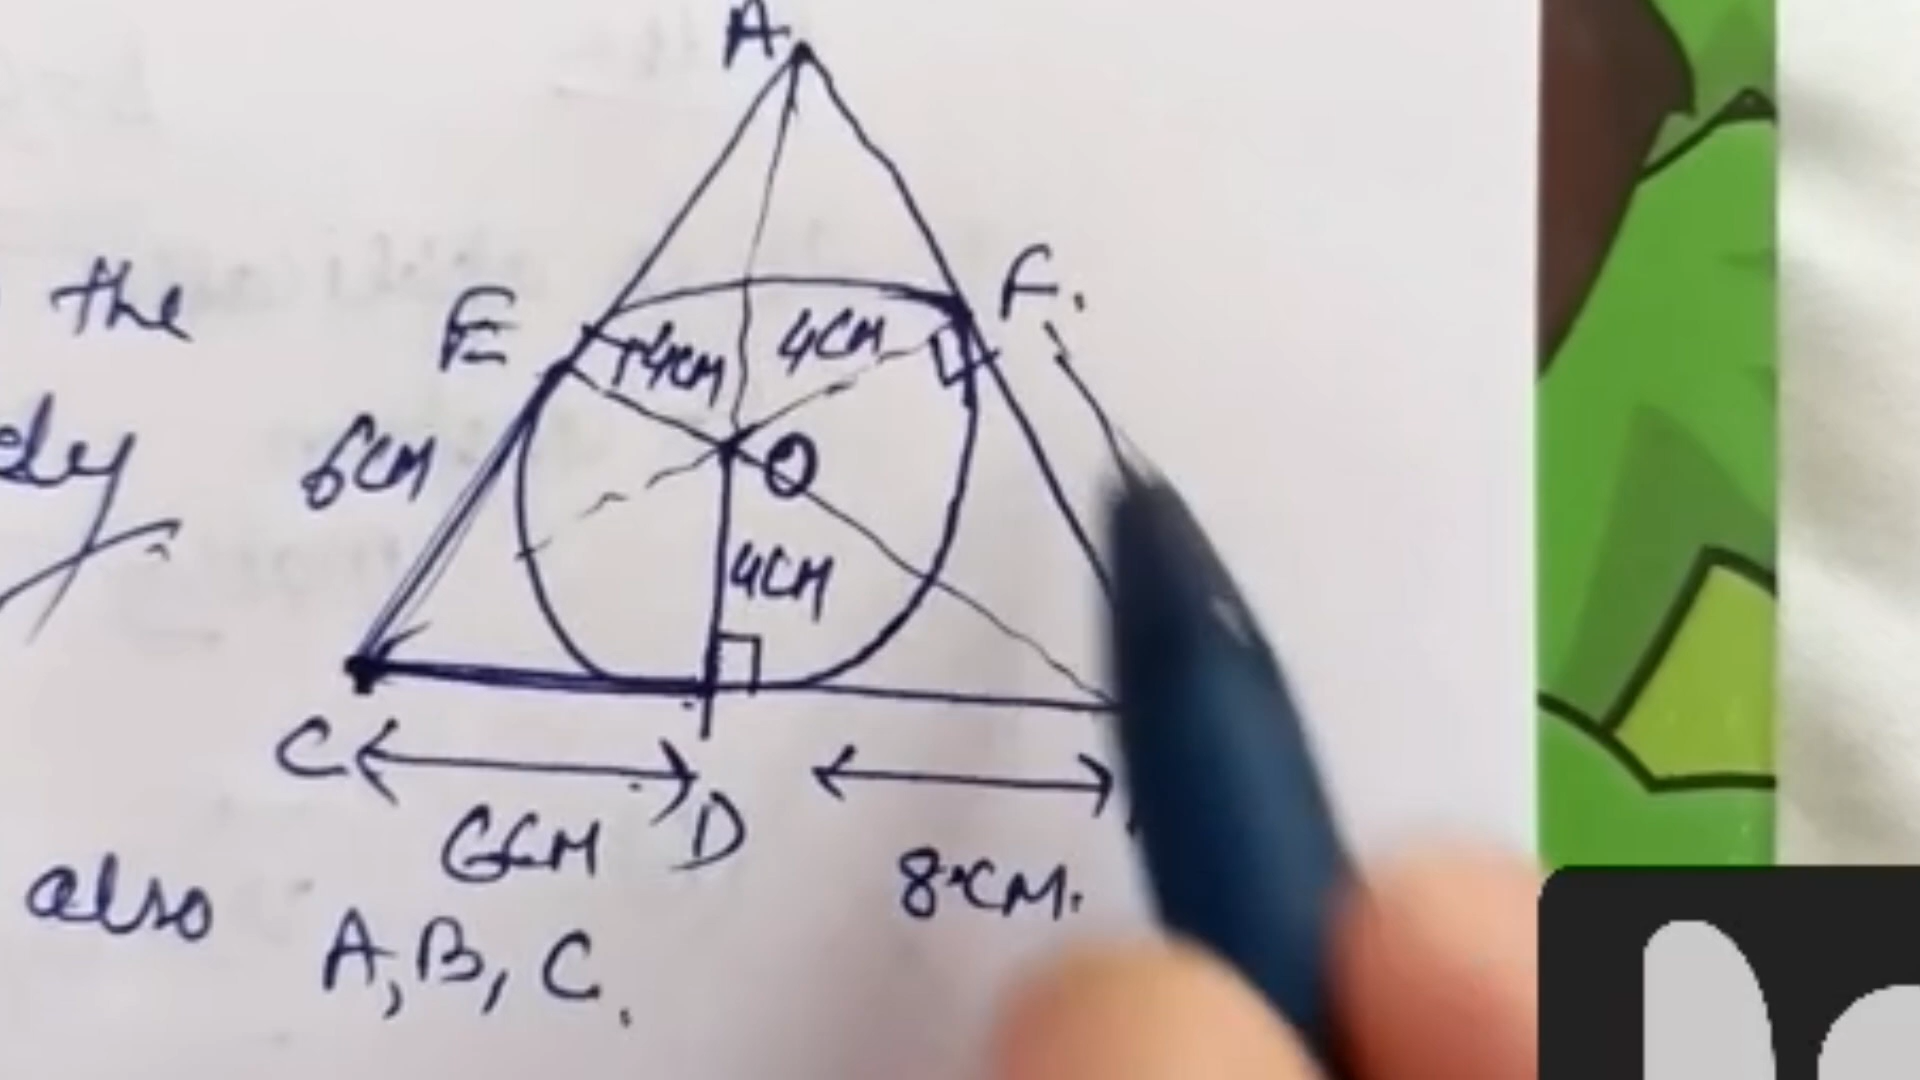 A
F.
the
E
4cm
4cm
6cm
O
4cm
C
6cm
D
8cm.
also
A, B, C.